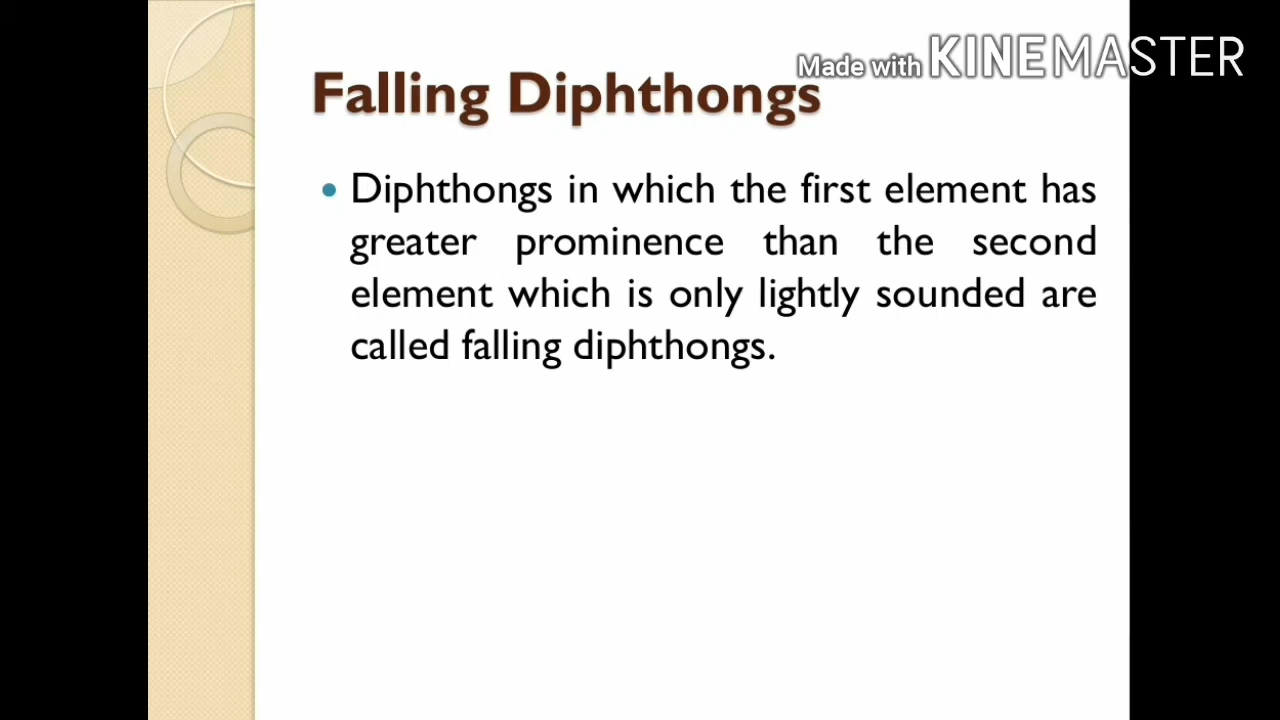 Made with KINEMASTER
Falling Diphthongs
• Diphthongs in which the first element has
greater prominence than the second
element which is only lightly sounded are
called falling diphthongs.